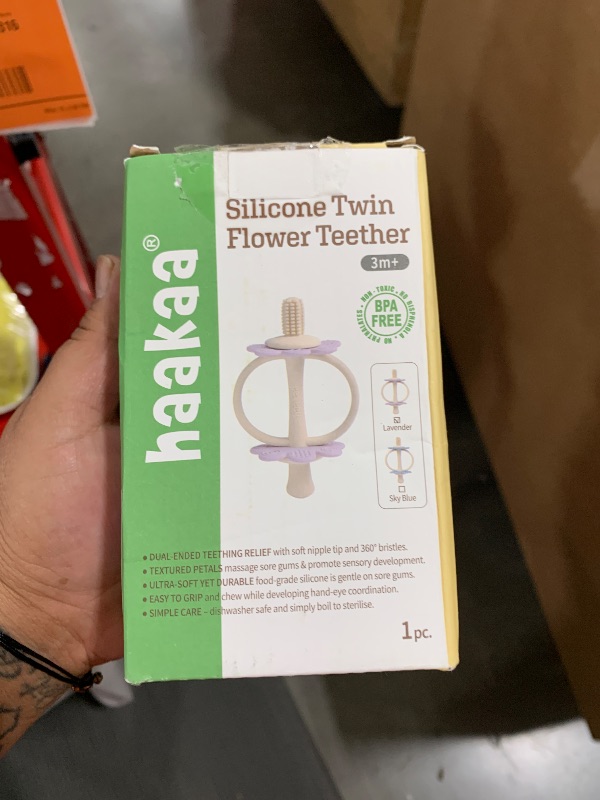 haakaa®
Silicone Twin
Flower Teether
3m+
NON-TOXIC • NO BISPHENOL A • NO PHTHALATES •
BPA
FREE
Lavender
Sky Blue
• DUAL-ENDED TEETHING RELIEF with soft nipple tip and 360° bristles.
• TEXTURED PETALS massage sore gums & promote sensory development.
• ULTRA-SOFT YET DURABLE food-grade silicone is gentle on sore gums.
• EASY TO GRIP and chew while developing hand-eye coordination.
• SIMPLE CARE – dishwasher safe and simply boil to sterilise.
1 pc.